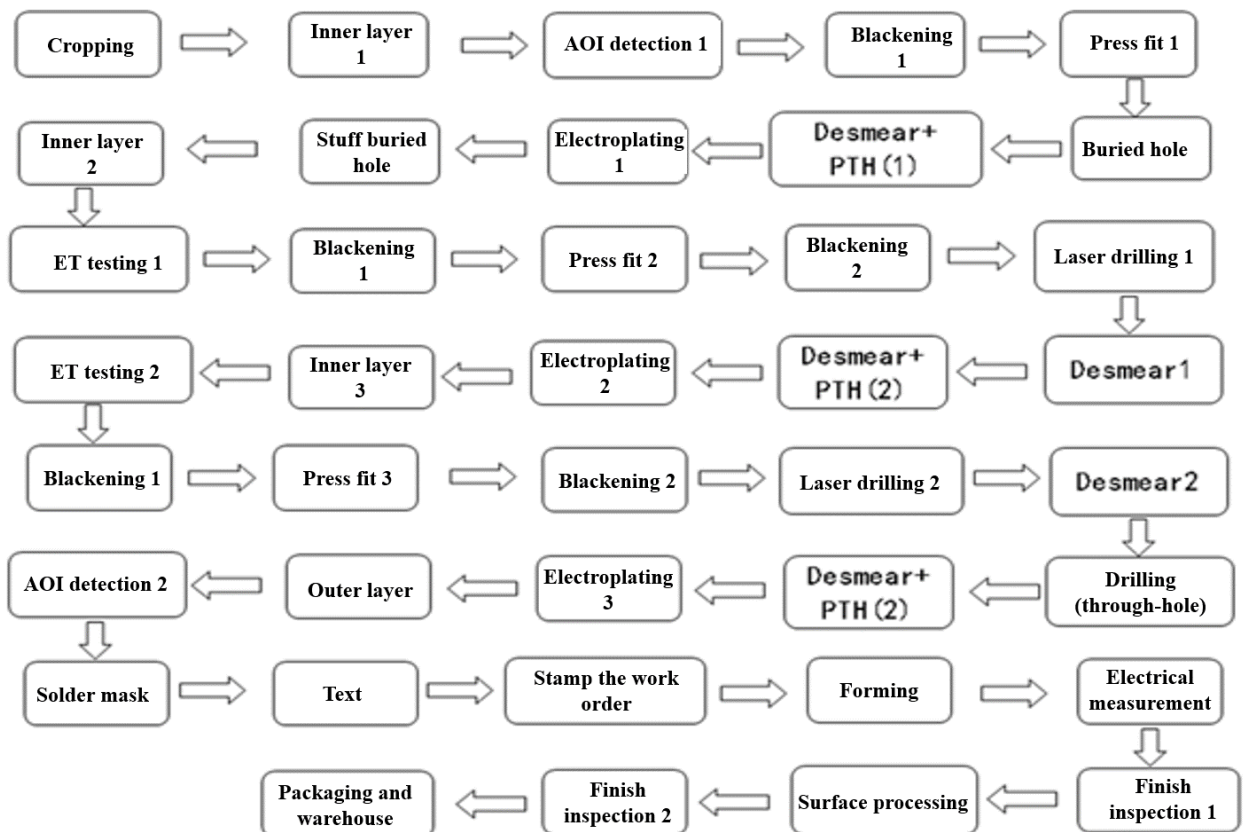 Cropping
Inner layer
1
AOI detection 1
Blackening
1
Press fit 1
Inner layer
2
Stuff buried
hole
Electroplating
1
Desmear+
PTH(1)
Buried hole
ET testing 1
Blackening
1
Press fit 2
Blackening
2
Laser drilling 1
ET testing 2
Inner layer
3
Electroplating
2
Desmear+
PTH(2)
Desmear1
Blackening 1
Press fit 3
Blackening 2
Laser drilling 2
Desmear2
AOI detection 2
Outer layer
Electroplating
3
Desmear+
PTH(2)
Drilling
(through-hole)
Solder mask
Text
Stamp the work
order
Forming
Electrical
measurement
Packaging and
warehouse
Finish
inspection 2
Surface processing
Finish
inspection 1